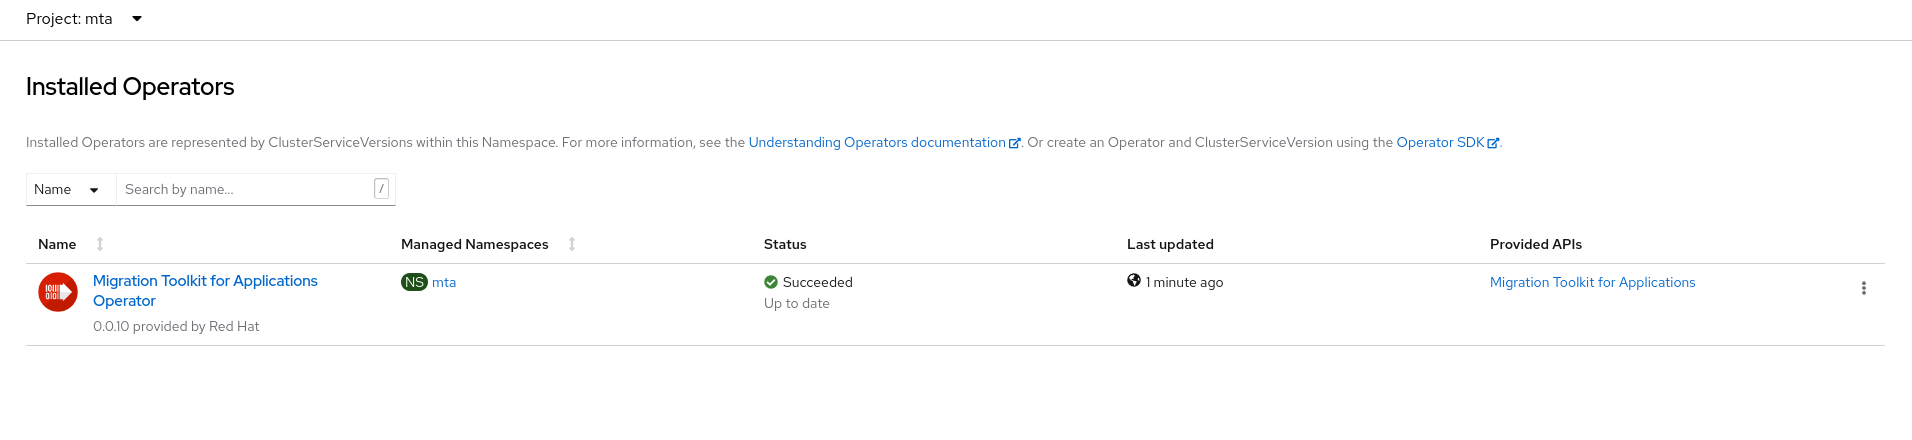 Project: mta
Installed Operators
Installed Operators are represented by ClusterServiceVersions within this Namespace. For more information, see the Understanding Operators documentation. Or create an Operator and ClusterServiceVersion using the Operator SDK.
Name Search by name... /
Name Managed Namespaces Status Last updated Provided APIs
Migration Toolkit for Applications NS mta Succeeded 1 minute ago Migration Toolkit for Applications
Operator Up to date
0.0.10 provided by Red Hat